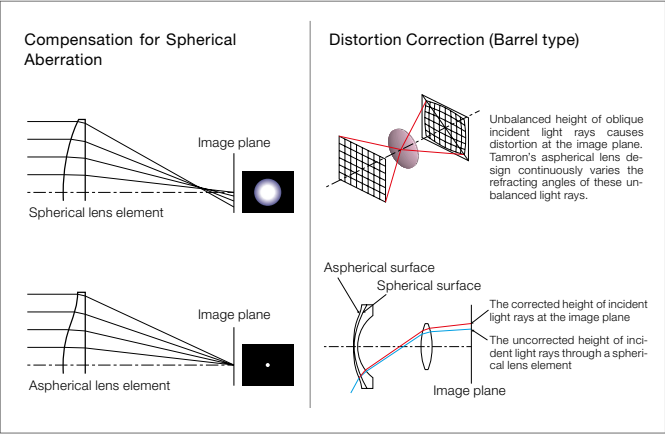 Compensation for Spherical
Aberration
Image plane
Spherical lens element
Image plane
Aspherical lens element
Distortion Correction (Barrel type)
Unbalanced height of oblique
incident light rays causes
distortion at the image plane.
Tamron's aspherical lens de-
sign continuously varies the
refracting angles of these un-
balanced light rays.
Aspherical surface
Spherical surface
The corrected height of incident
light rays at the image plane
The uncorrected height of inci-
dent light rays through a spheri-
cal lens element
Image plane